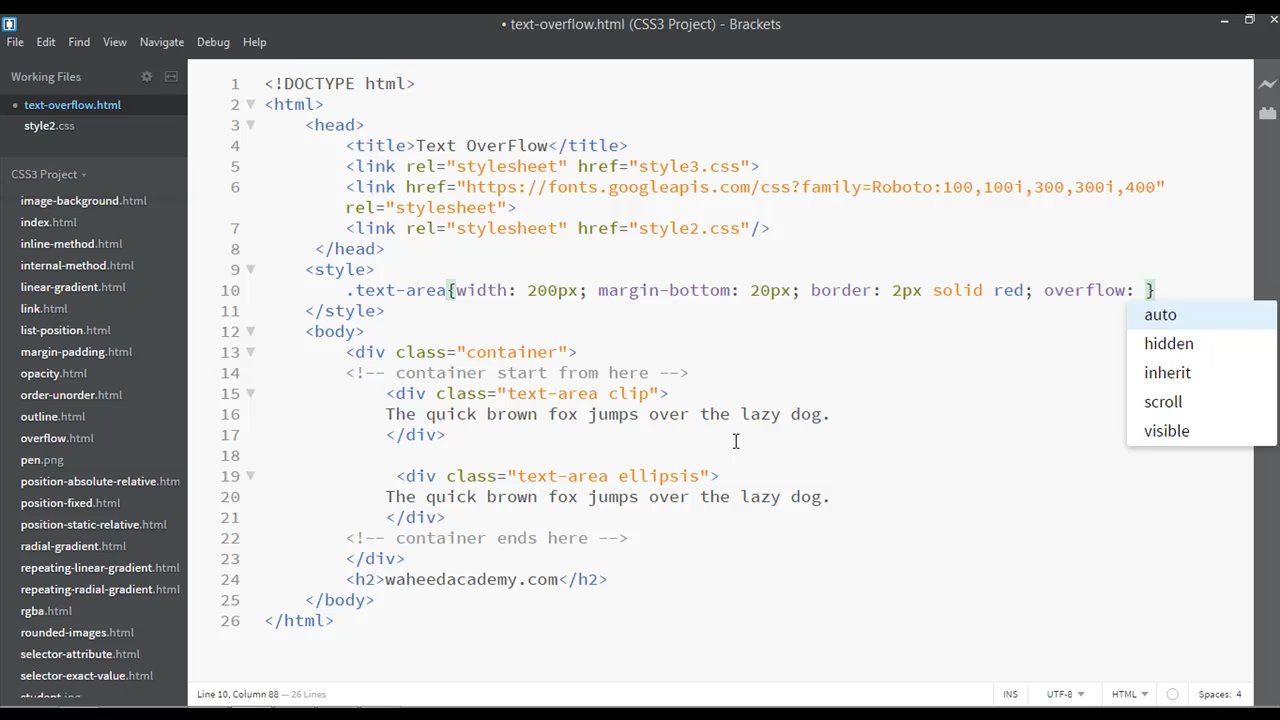 • text-overflow.html (CSS3 Project) - Brackets
File Edit Find View Navigate Debug Help
Working Files
• text-overflow.html
style2.css
CSS3 Project
image-background.html
index.html
inline-method.html
internal-method.html
linear-gradient.html
link.html
list-position.html
margin-padding.html
opacity.html
order-unorder.html
outline.html
overflow.html
pen.png
position-absolute-relative.htm
position-fixed.html
position-static-relative.html
radial-gradient.html
repeating-linear-gradient.html
repeating-radial-gradient.html
rgba.html
rounded-images.html
selector-attribute.html
selector-exact-value.html
1 <!DOCTYPE html>
2 <html>
3 <head>
4 <title>Text OverFlow</title>
5 <link rel="stylesheet" href="style3.css">
6 <link href="https://fonts.googleapis.com/css?family=Roboto:100,100i,300,300i,400"
rel="stylesheet">
7 <link rel="stylesheet" href="style2.css"/>
8 </head>
9 <style>
10 .text-area{width: 200px; margin-bottom: 20px; border: 2px solid red; overflow: }
11 </style>
12 <body>
13 <div class="container">
14 <!-- container start from here -->
15 <div class="text-area clip">
16 The quick brown fox jumps over the lazy dog.
17 </div>
18
19 <div class="text-area ellipsis">
20 The quick brown fox jumps over the lazy dog.
21 </div>
22 <!-- container ends here -->
23 </div>
24 <h2>waheedacademy.com</h2>
25 </body>
26 </html>
auto
hidden
inherit
scroll
visible
Line 10, Column 88 — 26 Lines
INS UTF-8 HTML Spaces: 4